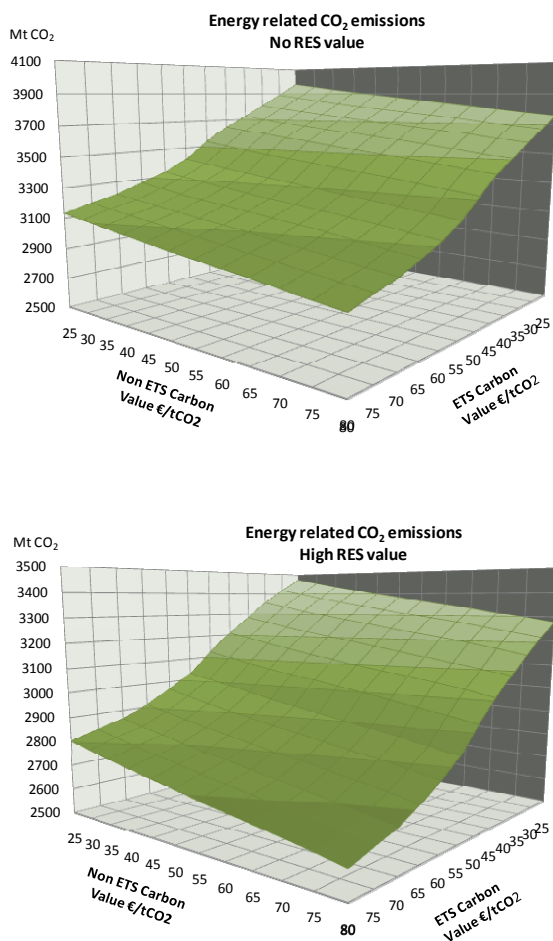 Energy related CO₂ emissions
No RES value
Mt CO₂
4100
3900
3700
3500
3300
3100
2900
2700
2500
25 30 35 40 45 50 55 60 65 70 75 80
Non ETS Carbon
Value €/tCO2
80 75 70 65 60 55 50 45 40 35 30 25
ETS Carbon
Value €/tCO2
Energy related CO₂ emissions
High RES value
Mt CO₂
3500
3400
3300
3200
3100
3000
2900
2800
2700
2600
2500
25 30 35 40 45 50 55 60 65 70 75 80
Non ETS Carbon
Value €/tCO2
80 75 70 65 60 55 50 45 40 35 30 25
ETS Carbon
Value €/tCO2